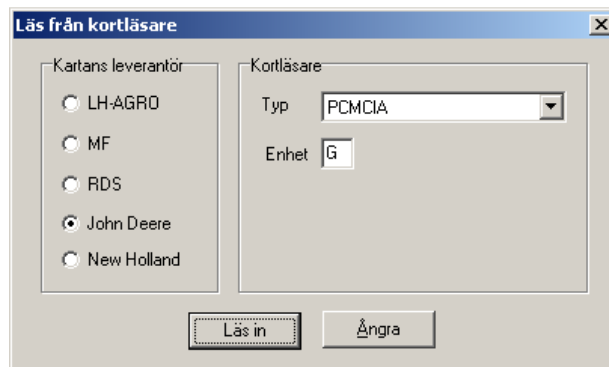 Läs från kortläsare
Kartans leverantör
LH-AGRO
MF
RDS
John Deere
New Holland
Kortläsare
Typ PCMCIA
Enhet G
Läs in Ångra